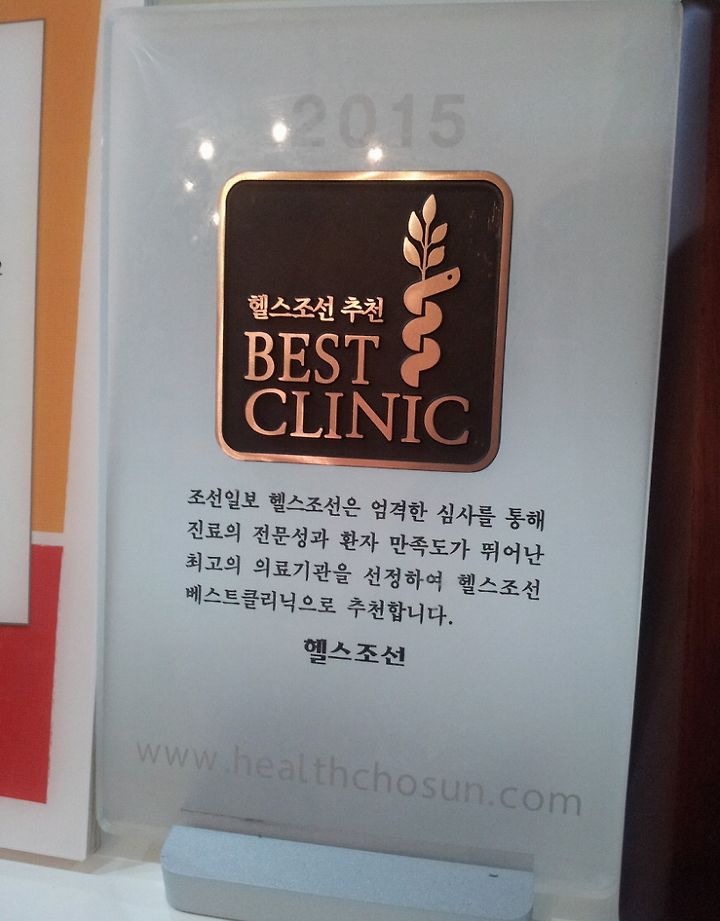 2015
헬스조선 추천
BEST
CLINIC
조선일보 헬스조선은 엄격한 심사를 통해
진료의 전문성과 환자 만족도가 뛰어난
최고의 의료기관을 선정하여 헬스조선
베스트클리닉으로 추천합니다.
헬스조선
www.healthchosun.com